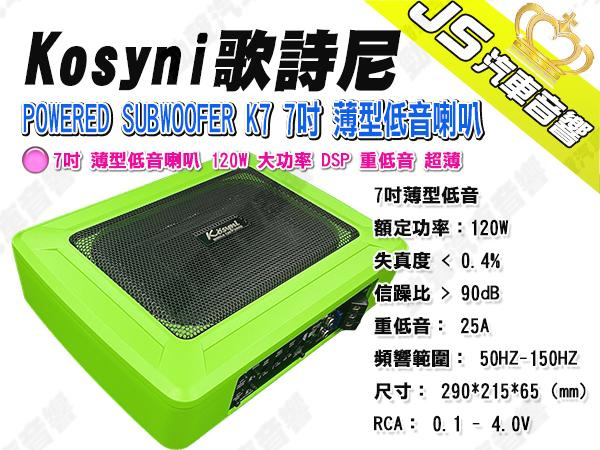 Kosyni歌詩尼
JS汽車音響
POWERED SUBWOOFER K7 7吋 薄型低音喇叭
7吋 薄型低音喇叭 120W 大功率 DSP 重低音 超薄
Kosyni
7吋薄型低音
額定功率：120W
失真度 < 0.4%
信躁比 > 90dB
重低音： 25A
頻響範圍： 50HZ-150HZ
尺寸： 290*215*65 (mm)
RCA： 0.1 - 4.0V